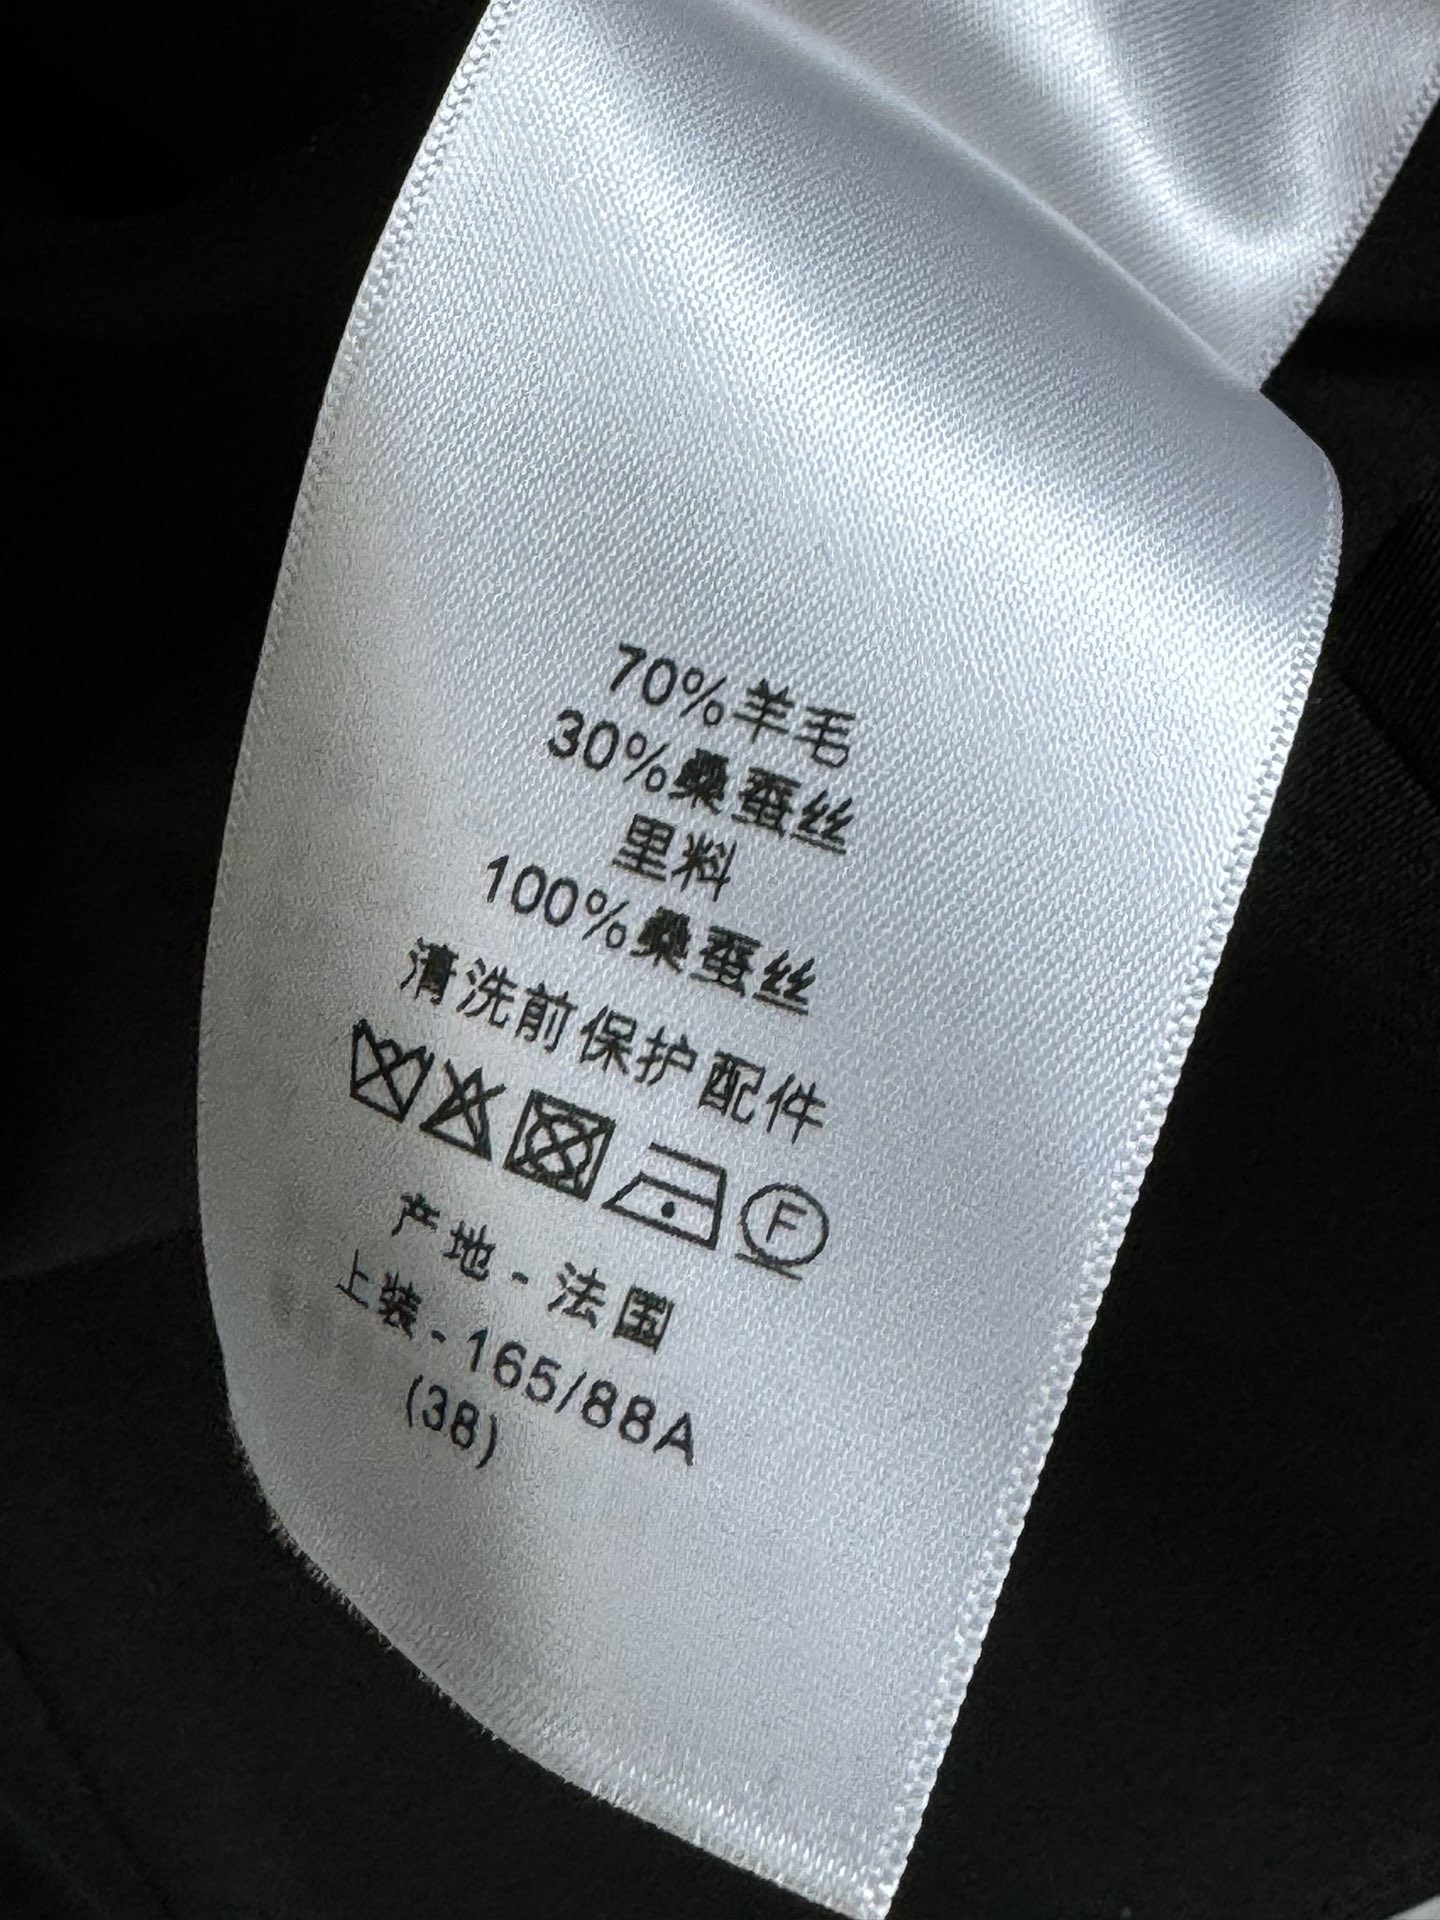 70%羊毛
30%桑蚕丝
里料
100%桑蚕丝
清洗前保护配件
F
产地-法国
上装-165/88A
(38)